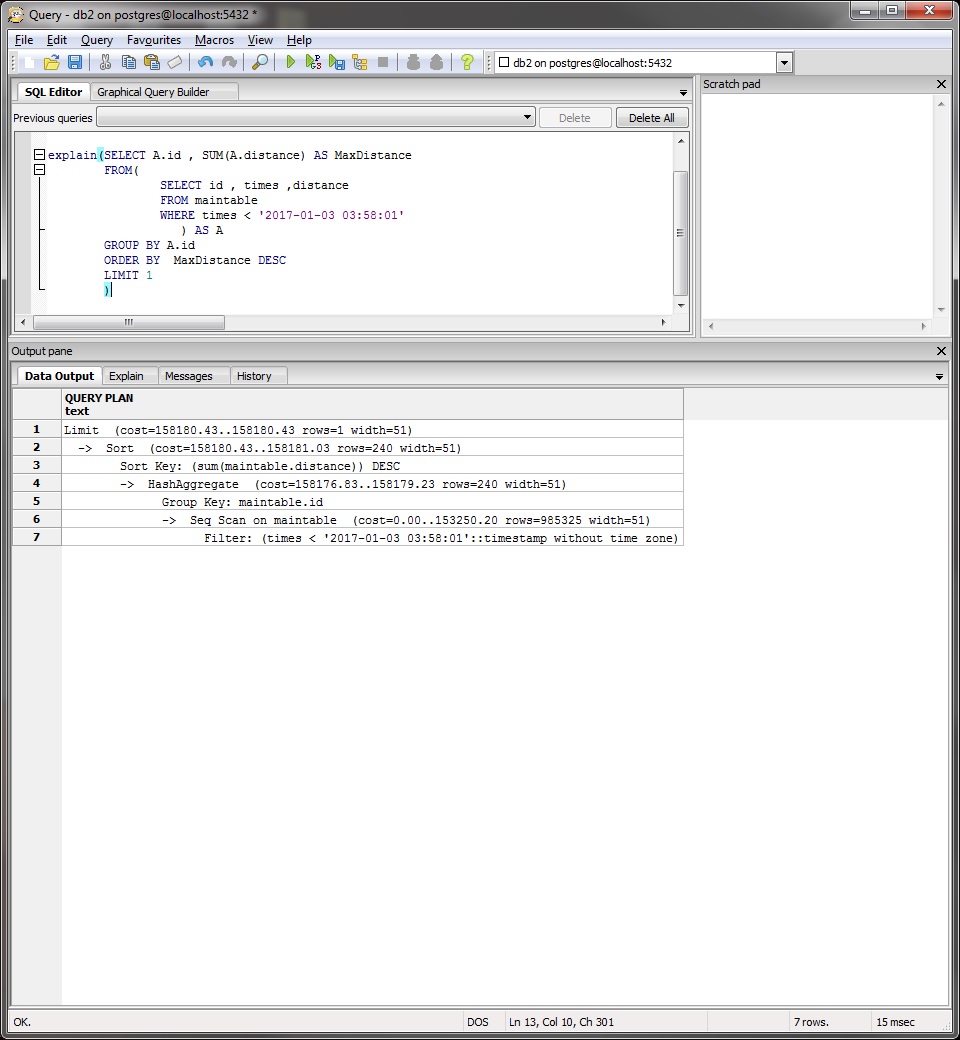 Query - db2 on postgres@localhost:5432 *
File Edit Query Favourites Macros View Help
db2 on postgres@localhost:5432
SQL Editor Graphical Query Builder
Scratch pad
Previous queries Delete Delete All
explain(SELECT A.id , SUM(A.distance) AS MaxDistance
FROM(
SELECT id , times ,distance
FROM maintable
WHERE times < '2017-01-03 03:58:01'
) AS A
GROUP BY A.id
ORDER BY  MaxDistance DESC
LIMIT 1
)
Output pane
Data Output Explain Messages History
QUERY PLAN
text
1 Limit  (cost=158180.43..158180.43 rows=1 width=51)
2 ->  Sort  (cost=158180.43..158181.03 rows=240 width=51)
3 Sort Key: (sum(maintable.distance)) DESC
4 ->  HashAggregate  (cost=158176.83..158179.23 rows=240 width=51)
5 Group Key: maintable.id
6 ->  Seq Scan on maintable  (cost=0.00..153250.20 rows=985325 width=51)
7 Filter: (times < '2017-01-03 03:58:01'::timestamp without time zone)
OK. DOS Ln 13, Col 10, Ch 301 7 rows. 15 msec